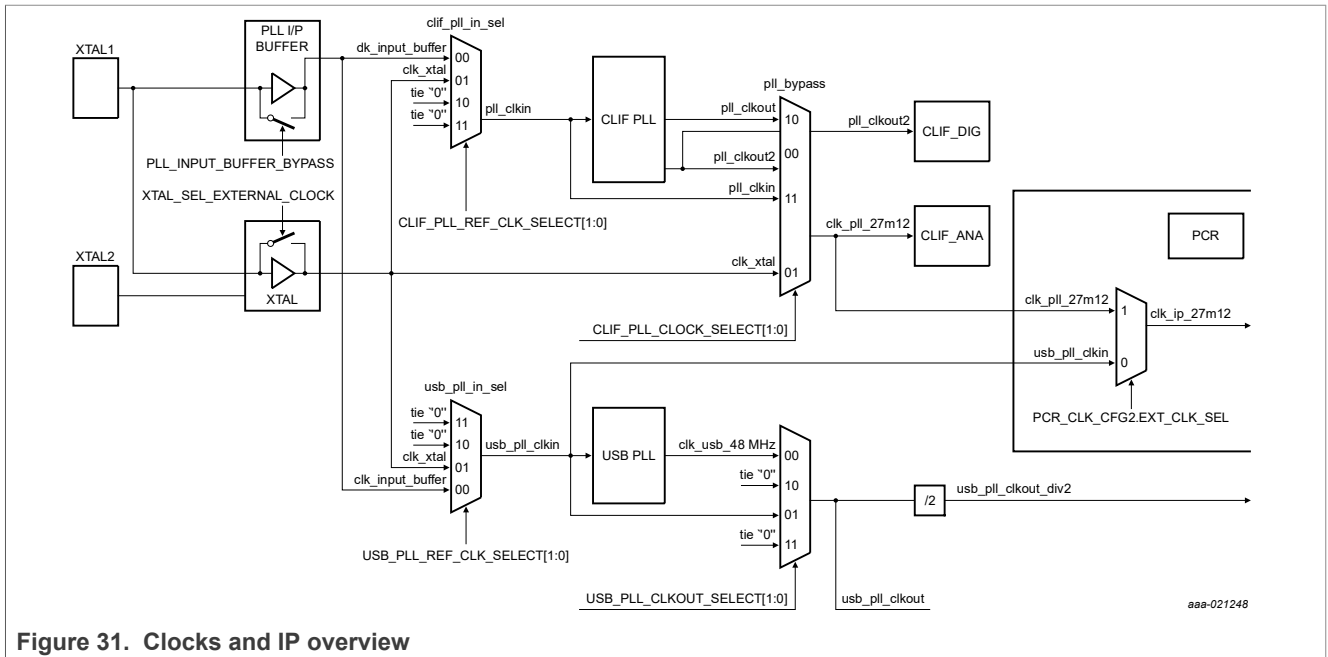 XTAL1
PLL I/P
BUFFER
PLL_INPUT_BUFFER_BYPASS
XTAL_SEL_EXTERNAL_CLOCK
XTAL2
XTAL
clif_pll_in_sel
dk_input_buffer
00
clk_xtal
01
tie `'0"
10
tie `'0"
11
pll_clkin
CLIF_PLL_REF_CLK_SELECT[1:0]
CLIF PLL
pll_bypass
pll_clkout
10
00
pll_clkout2
pll_clkin
11
clk_xtal
01
CLIF_PLL_CLOCK_SELECT[1:0]
pll_clkout2
CLIF_DIG
clk_pll_27m12
CLIF_ANA
PCR
clk_pll_27m12
1
clk_ip_27m12
usb_pll_clkin
0
PCR_CLK_CFG2.EXT_CLK_SEL
usb_pll_in_sel
tie `'0"
11
tie `'0"
10
clk_xtal
01
clk_input_buffer
00
usb_pll_clkin
USB_PLL_REF_CLK_SELECT[1:0]
USB PLL
clk_usb_48 MHz
00
tie `'0"
10
01
tie `'0"
11
USB_PLL_CLKOUT_SELECT[1:0]
/2
usb_pll_clkout_div2
usb_pll_clkout
aaa-021248
Figure 31. Clocks and IP overview